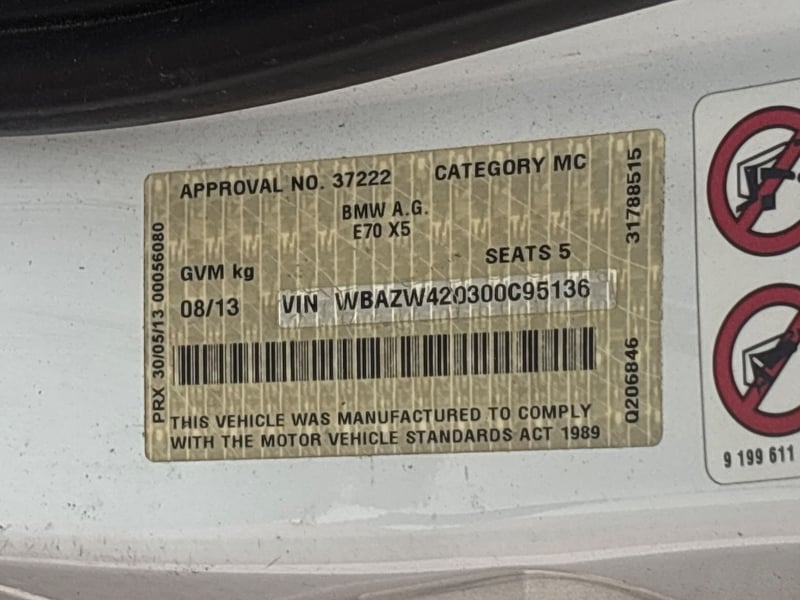 APPROVAL NO. 37222 CATEGORY MC
BMW A.G.
E70 X5
GVM kg SEATS 5
08/13 VIN WBAZW420300C95136
THIS VEHICLE WAS MANUFACTURED TO COMPLY
WITH THE MOTOR VEHICLE STANDARDS ACT 1989
PRX 30/05/13 00056080
31788515
Q206846
9 199 611